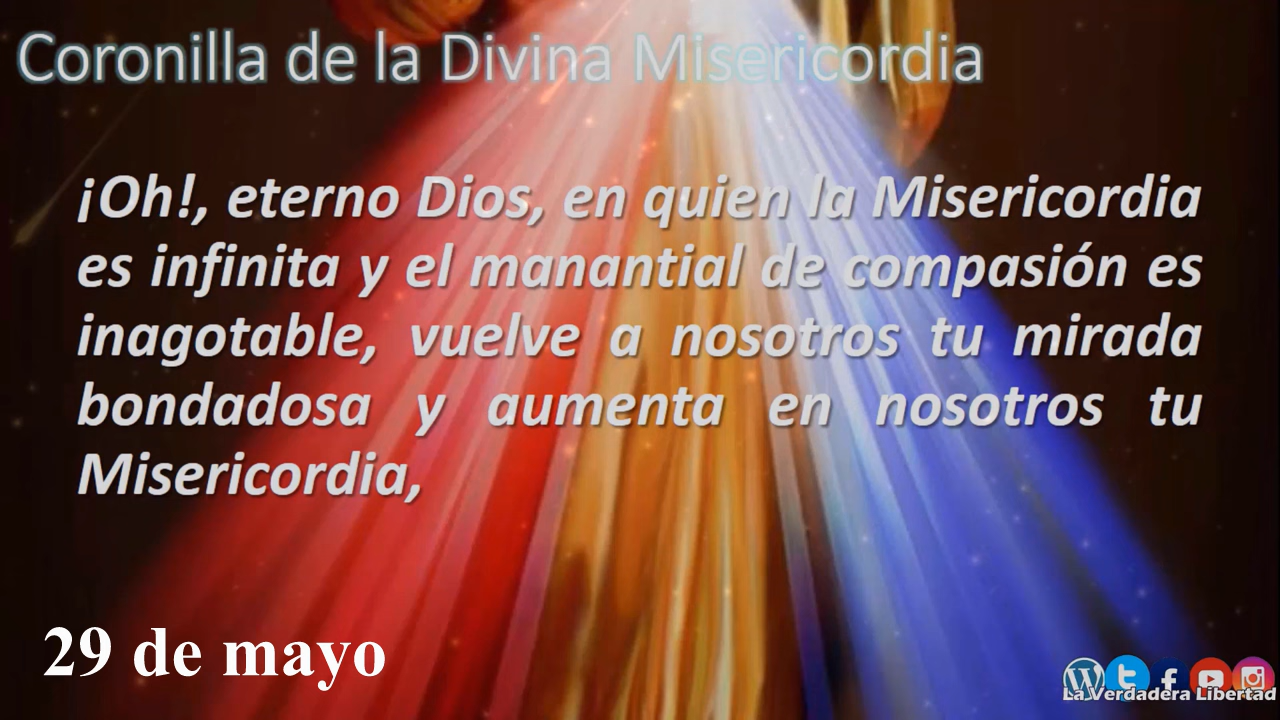 Coronilla de la Divina Misericordia
¡Oh!, eterno Dios, en quien la Misericordia
es infinita y el manantial de compasión es
inagotable, vuelve a nosotros tu mirada
bondadosa y aumenta en nosotros tu
Misericordia,
29 de mayo
La Verdadera Libertad